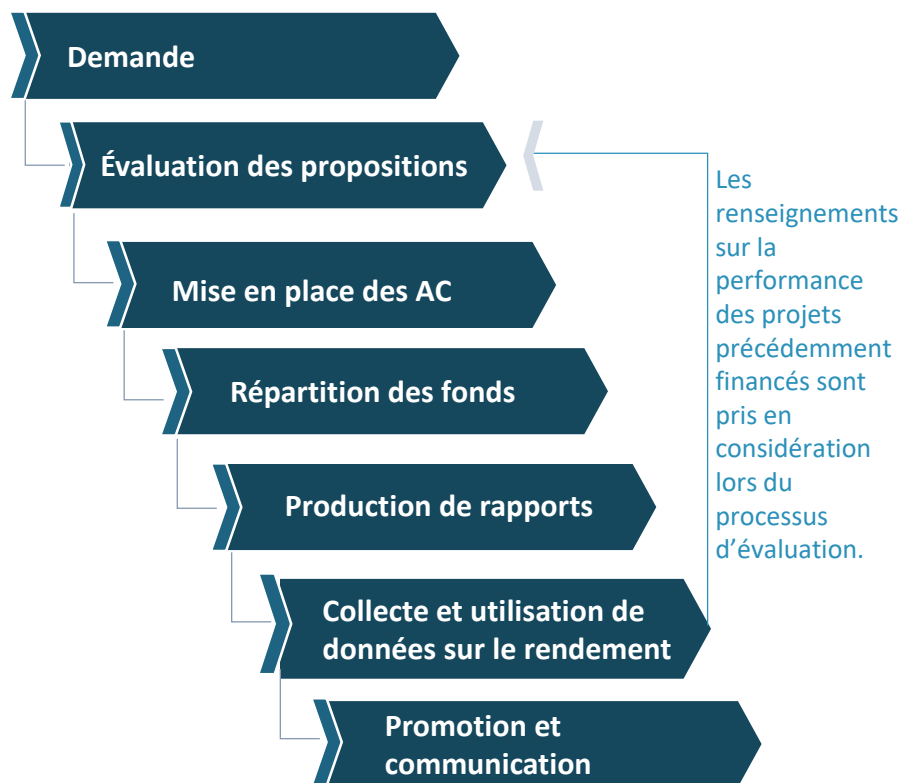 Demande
Évaluation des propositions
Mise en place des AC
Répartition des fonds
Production de rapports
Collecte et utilisation de
données sur le rendement
Promotion et
communication
Les
renseignements
sur la
performance
des projets
précédemment
financés sont
pris en
considération
lors du
processus
d’évaluation.